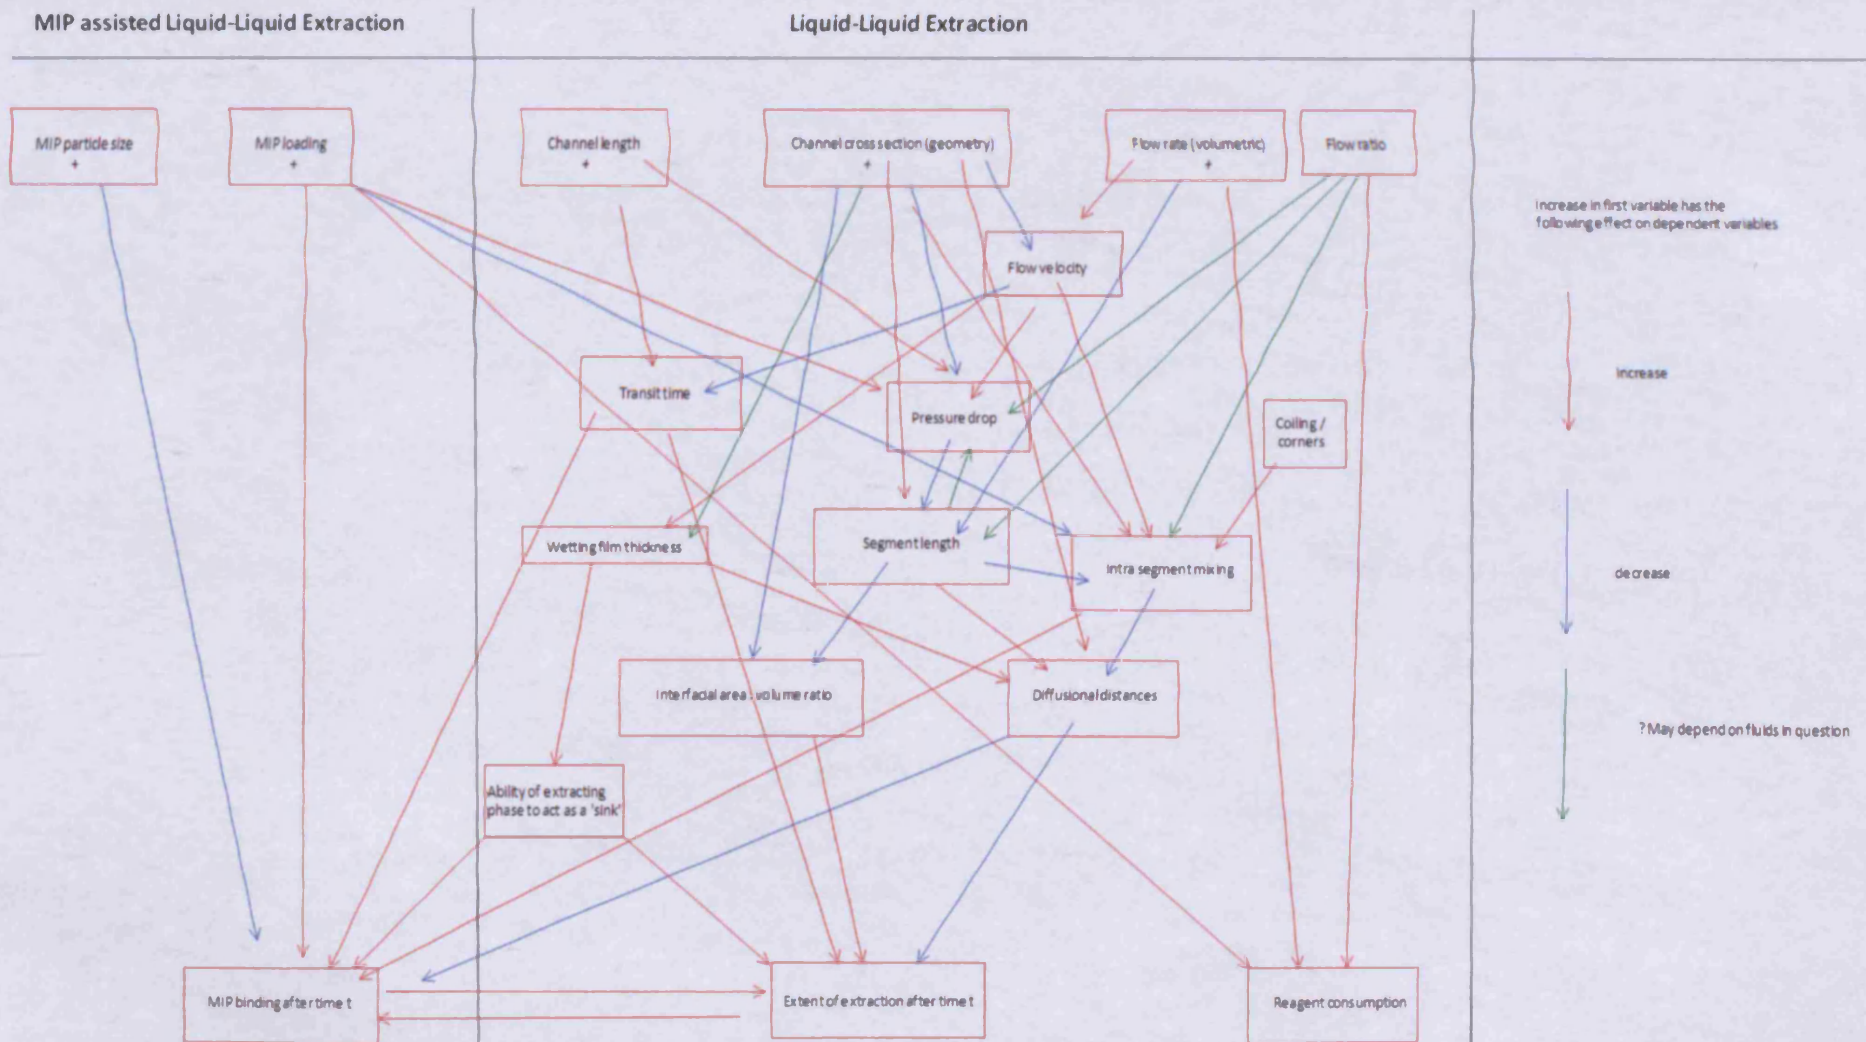 MIP assisted Liquid-Liquid Extraction
Liquid-Liquid Extraction
MIP particle size
+
MIP loading
+
Channel length
+
Channel cross section (geometry)
+
Flow rate (volumetric)
+
Flow ratio
Increase in first variable has the
following effect on dependent variables
Flow velocity
Increase
Transit time
Pressure drop
Coiling /
corners
Wetting film thickness
Segment length
Intra segment mixing
decrease
Interfacial area : volume ratio
Diffusional distances
? May depend on fluids in question
Ability of extracting
phase to act as a 'sink'
MIP binding after time t
Extent of extraction after time t
Reagent consumption